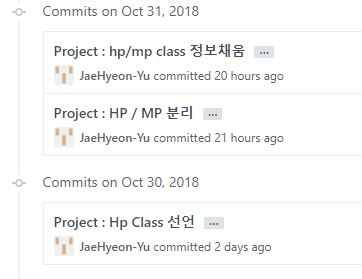 Commits on Oct 31, 2018
Project : hp/mp class 정보채움 ...
JaeHyeon-Yu committed 20 hours ago
Project : HP / MP 분리 ...
JaeHyeon-Yu committed 21 hours ago
Commits on Oct 30, 2018
Project : Hp Class 선언 ...
JaeHyeon-Yu committed 2 days ago